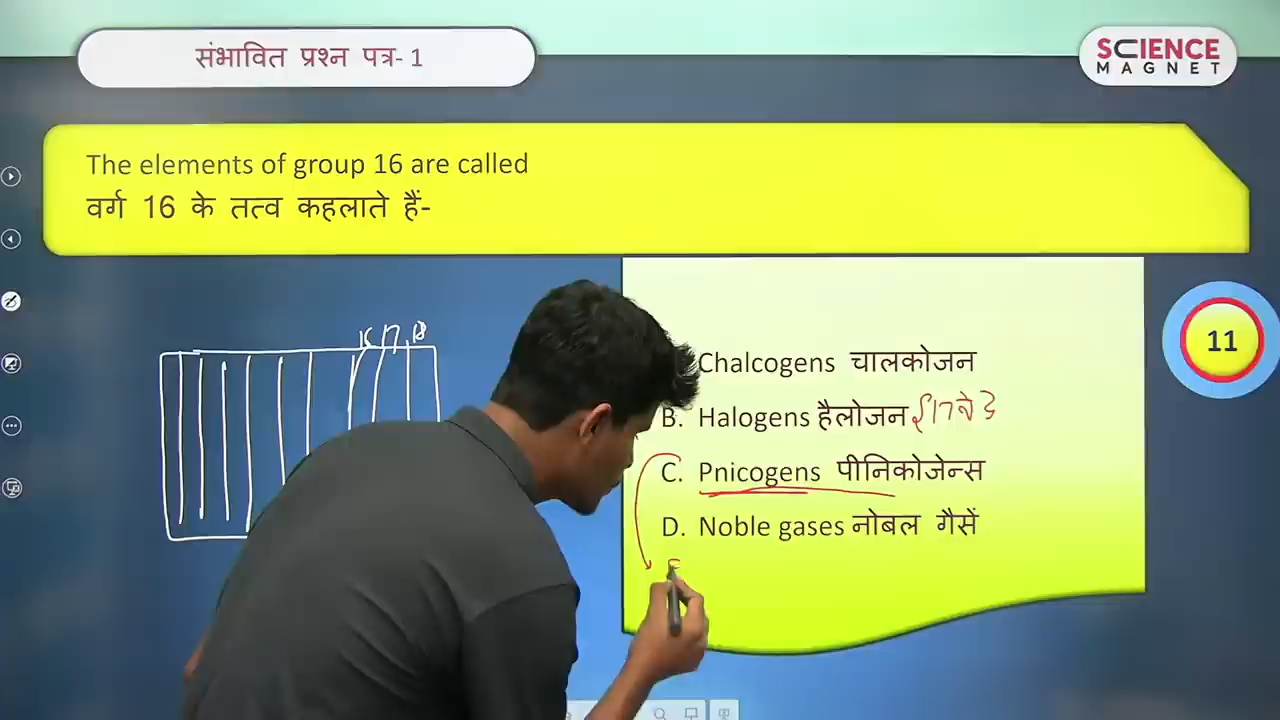 संभावित प्रश्न पत्र- 1
SCIENCE
MAGNET
The elements of group 16 are called
वर्ग 16 के तत्व कहलाते हैं-
11
Chalcogens चालकोजन
B. Halogens हैलोजन
C. Pnicogens पीनिकोजेन्स
D. Noble gases नोबल गैसें